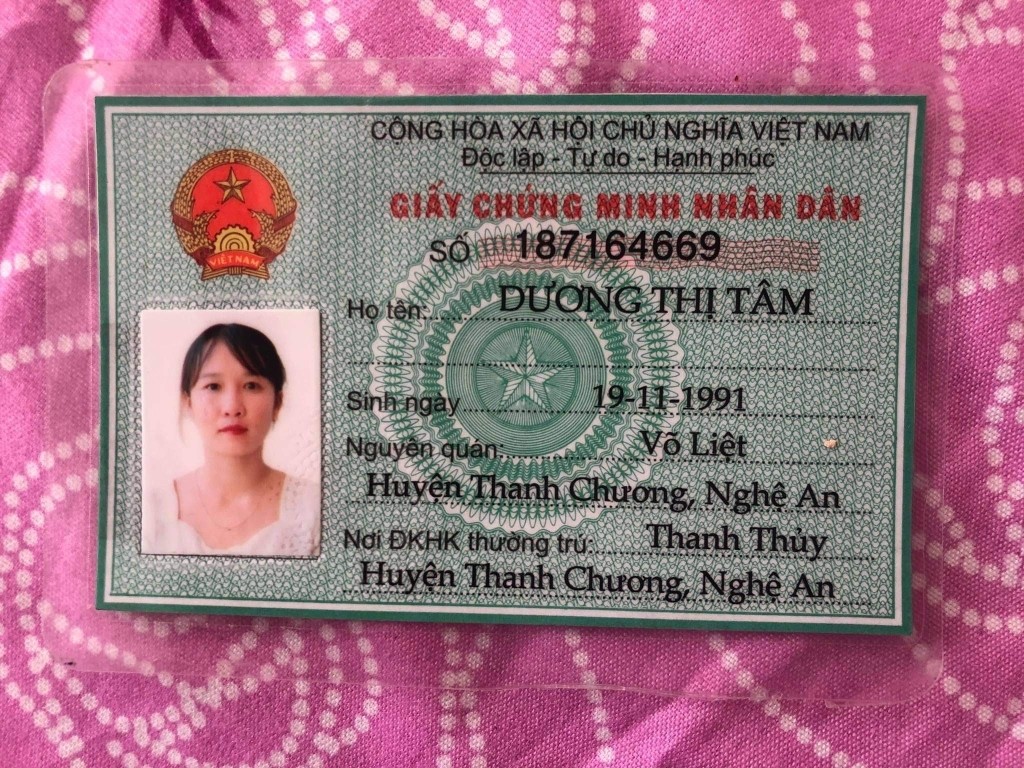 CỘNG HÒA XÃ HỘI CHỦ NGHĨA VIỆT NAM
Độc lập - Tự do - Hạnh phúc
GIẤY CHỨNG MINH NHÂN DÂN
SỐ 187164669
VIỆT NAM
Họ tên: DƯƠNG THỊ TÂM
Sinh ngày 19-11-1991
Nguyên quán: Võ Liệt
Huyện Thanh Chương, Nghệ An
Nơi ĐKHK thường trú: Thanh Thủy
Huyện Thanh Chương, Nghệ An